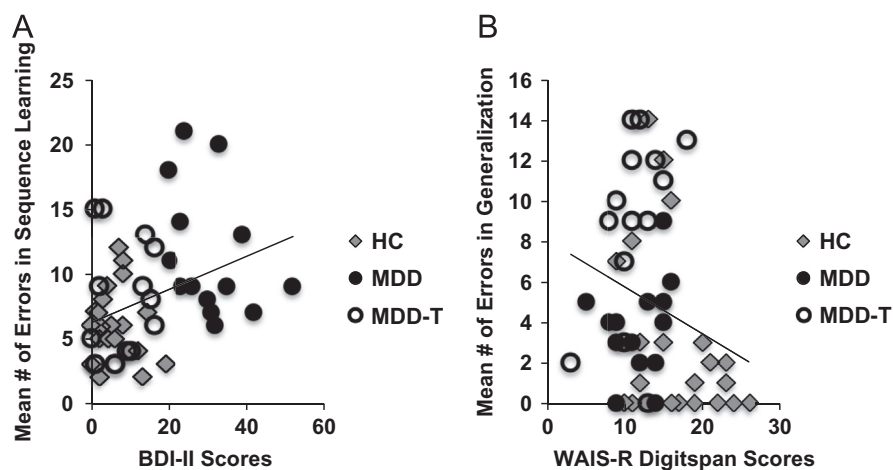 A
Mean # of Errors in Sequence Learning
25
20
15
10
5
0
0 20 40 60
BDI-II Scores
HC
MDD
MDD-T
B
Mean # of Errors in Generalization
16
14
12
10
8
6
4
2
0
0 10 20 30
WAIS-R Digitspan Scores
HC
MDD
MDD-T